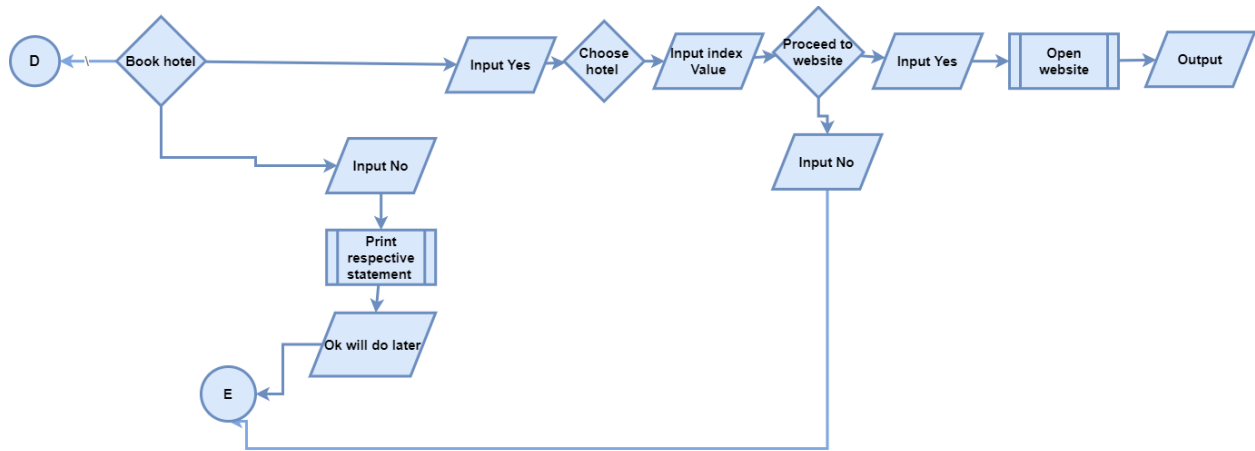 D
\
Book hotel
Input Yes
Choose
hotel
Input index
Value
Proceed to
website
Input Yes
Open
website
Output
Input No
Input No
Print
respective
statement
Ok will do later
E